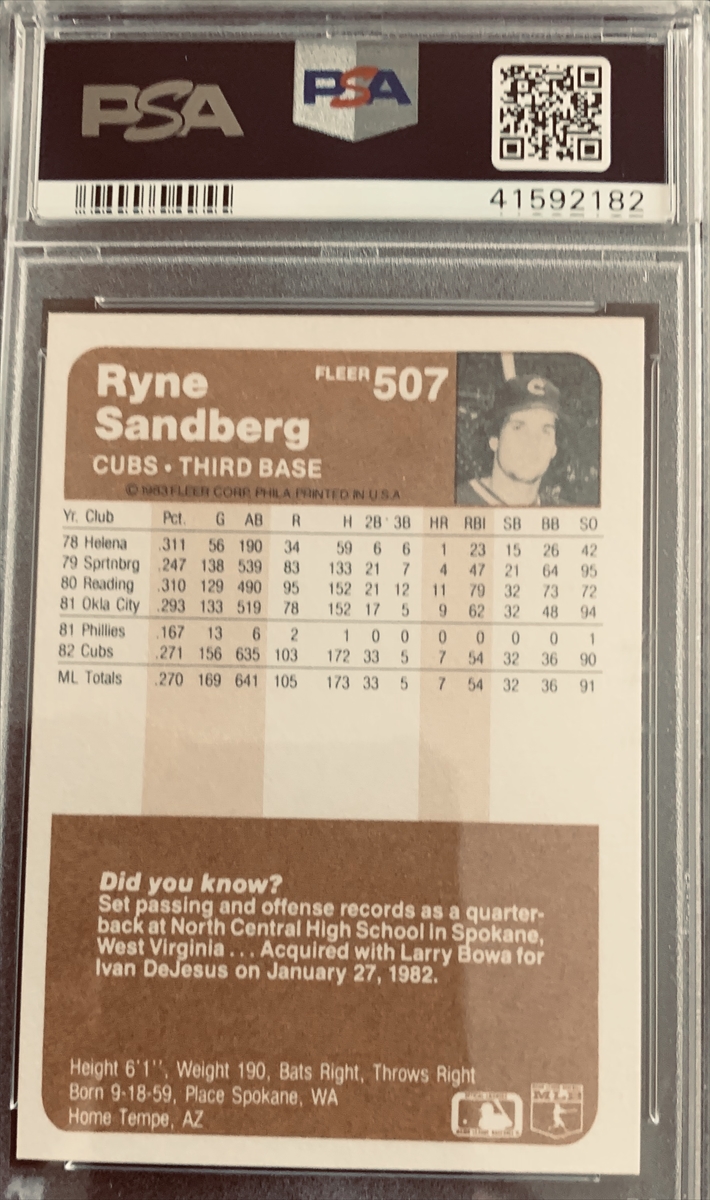 PSA
PSA
41592182
Ryne
Sandberg
FLEER 507
CUBS • THIRD BASE
© 1983 FLEER CORP. PHILA. PRINTED IN U.S.A
Yr. Club Pct. G AB R H 2B 3B HR RBI SB BB SO
78 Helena .311 56 190 34 59 6 6 1 23 15 26 42
79 Sprtnbrg .247 138 539 83 133 21 7 4 47 21 64 95
80 Reading .310 129 490 95 152 21 12 11 79 32 73 72
81 Okla City .293 133 519 78 152 17 5 9 62 32 48 94
81 Phillies .167 13 6 2 1 0 0 0 0 0 0 1
82 Cubs .271 156 635 103 172 33 5 7 54 32 36 90
ML Totals .270 169 641 105 173 33 5 7 54 32 36 91
Did you know?
Set passing and offense records as a quarter-
back at North Central High School in Spokane,
West Virginia ... Acquired with Larry Bowa for
Ivan DeJesus on January 27, 1982.
Height 6'1", Weight 190, Bats Right, Throws Right
Born 9-18-59, Place Spokane, WA
Home Tempe, AZ